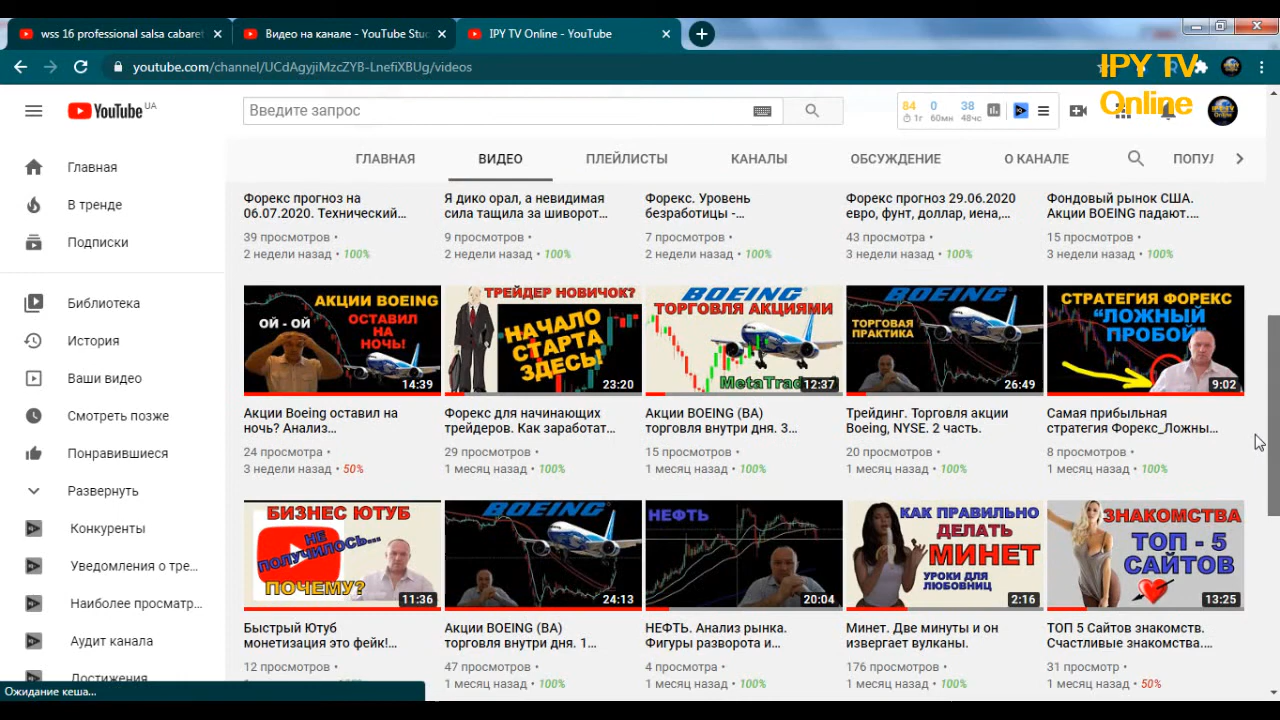 wss 16 professional salsa cabaret
Видео на канале - YouTube Stud
IPY TV Online - YouTube
youtube.com/channel/UCdAgyjiMzcZYB-LnefiXBUg/videos
IPY TV
Online
YouTube UA
Введите запрос
84 0 38
1г 60мн 48чс
ГЛАВНАЯ ВИДЕО ПЛЕЙЛИСТЫ КАНАЛЫ ОБСУЖДЕНИЕ О КАНАЛЕ ПОПУЛ
Главная
В тренде
Подписки
Библиотека
История
Ваши видео
Смотреть позже
Понравившиеся
Развернуть
Конкуренты
Уведомления о тре...
Наиболее просматр...
Аудит канала
Достижения
Форекс прогноз на
06.07.2020. Технический...
39 просмотров •
2 недели назад • 100%
Я дико орал, а невидимая
сила тащила за шиворот...
9 просмотров •
2 недели назад • 100%
Форекс. Уровень
безработицы -...
7 просмотров •
2 недели назад • 100%
Форекс прогноз 29.06.2020
евро, фунт, доллар, иена,...
43 просмотра •
3 недели назад • 100%
Фондовый рынок США.
Акции BOEING падают....
15 просмотров •
3 недели назад • 100%
АКЦИИ BOEING
ОЙ - ОЙ
ОСТАВИЛ
НА
НОЧЬ!
14:39
Акции Boeing оставил на
ночь? Анализ...
24 просмотра •
3 недели назад • 50%
ТРЕЙДЕР НОВИЧОК?
НАЧАЛО
СТАРТА
ЗДЕСЬ!
23:20
Форекс для начинающих
трейдеров. Как заработат...
29 просмотров •
1 месяц назад • 100%
BOEING
ТОРГОВЛЯ АКЦИЯМИ
MetaTrad
12:37
Акции BOEING (BA)
торговля внутри дня. 3...
15 просмотров •
1 месяц назад • 100%
BOEING
ТОРГОВАЯ
ПРАКТИКА
26:49
Трейдинг. Торговля акции
Boeing, NYSE. 2 часть.
20 просмотров •
1 месяц назад • 100%
СТРАТЕГИЯ ФОРЕКС
"ЛОЖНЫЙ
ПРОБОЙ"
9:02
Самая прибыльная
стратегия Форекс_Ложны...
8 просмотров •
1 месяц назад • 100%
БИЗНЕС ЮТУБ
НЕ
ПОЛУЧИЛОСЬ...
ПОЧЕМУ?
11:36
Быстрый Ютуб
монетизация это фейк!...
12 просмотров •
BOEING
24:13
Акции BOEING (BA)
торговля внутри дня. 1...
47 просмотров •
1 месяц назад • 100%
НЕФТЬ
20:04
НЕФТЬ. Анализ рынка.
Фигуры разворота и...
4 просмотра •
1 месяц назад • 100%
КАК ПРАВИЛЬНО
ДЕЛАТЬ
МИНЕТ
УРОКИ ДЛЯ
ЛЮБОВНИЦ
2:16
Минет. Две минуты и он
извергает вулканы.
176 просмотров •
1 месяц назад • 100%
ЗНАКОМСТВА
ТОП - 5
САЙТОВ
13:25
ТОП 5 Сайтов знакомств.
Счастливые знакомства....
31 просмотр •
1 месяц назад • 50%
Ожидание кеша...